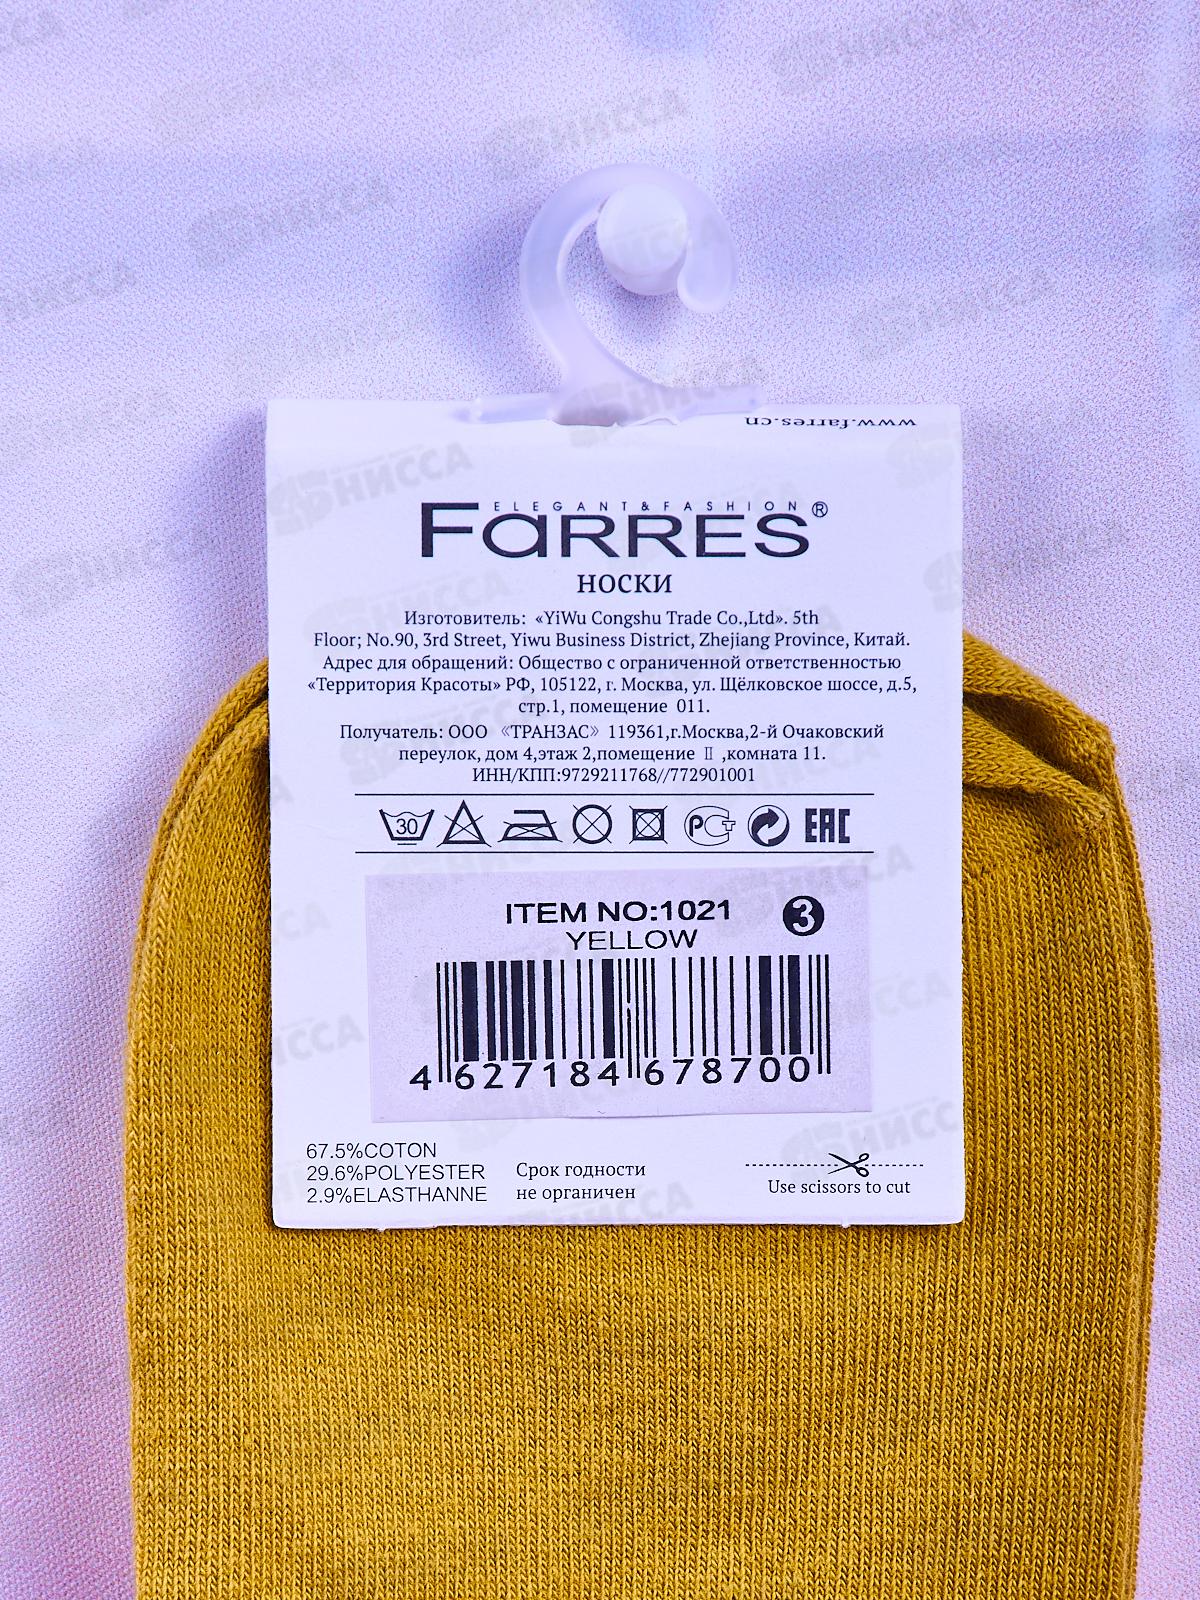 www.farres.cn
ELEGANT&FASHION
FaRRES®
НОСКИ
Изготовитель: «YiWu Congshu Trade Co.,Ltd». 5th
Floor; No.90, 3rd Street, Yiwu Business District, Zhejiang Province, Китай.
Адрес для обращений: Общество с ограниченной ответственностью
«Территория Красоты» РФ, 105122, г. Москва, ул. Щёлковское шоссе, д.5,
стр.1, помещение 011.
Получатель: ООО 《ТРАНЗАС》 119361,г.Москва,2-й Очаковский
переулок, дом 4,этаж 2,помещение Ⅱ ,комната 11.
ИНН/КПП:9729211768//772901001
30 РСТ EAC
ITEM NO:1021 3
YELLOW
4 627184 678700
67.5%COTON
29.6%POLYESTER
2.9%ELASTHANNE
Срок годности
не органичен
Use scissors to cut
НИССА